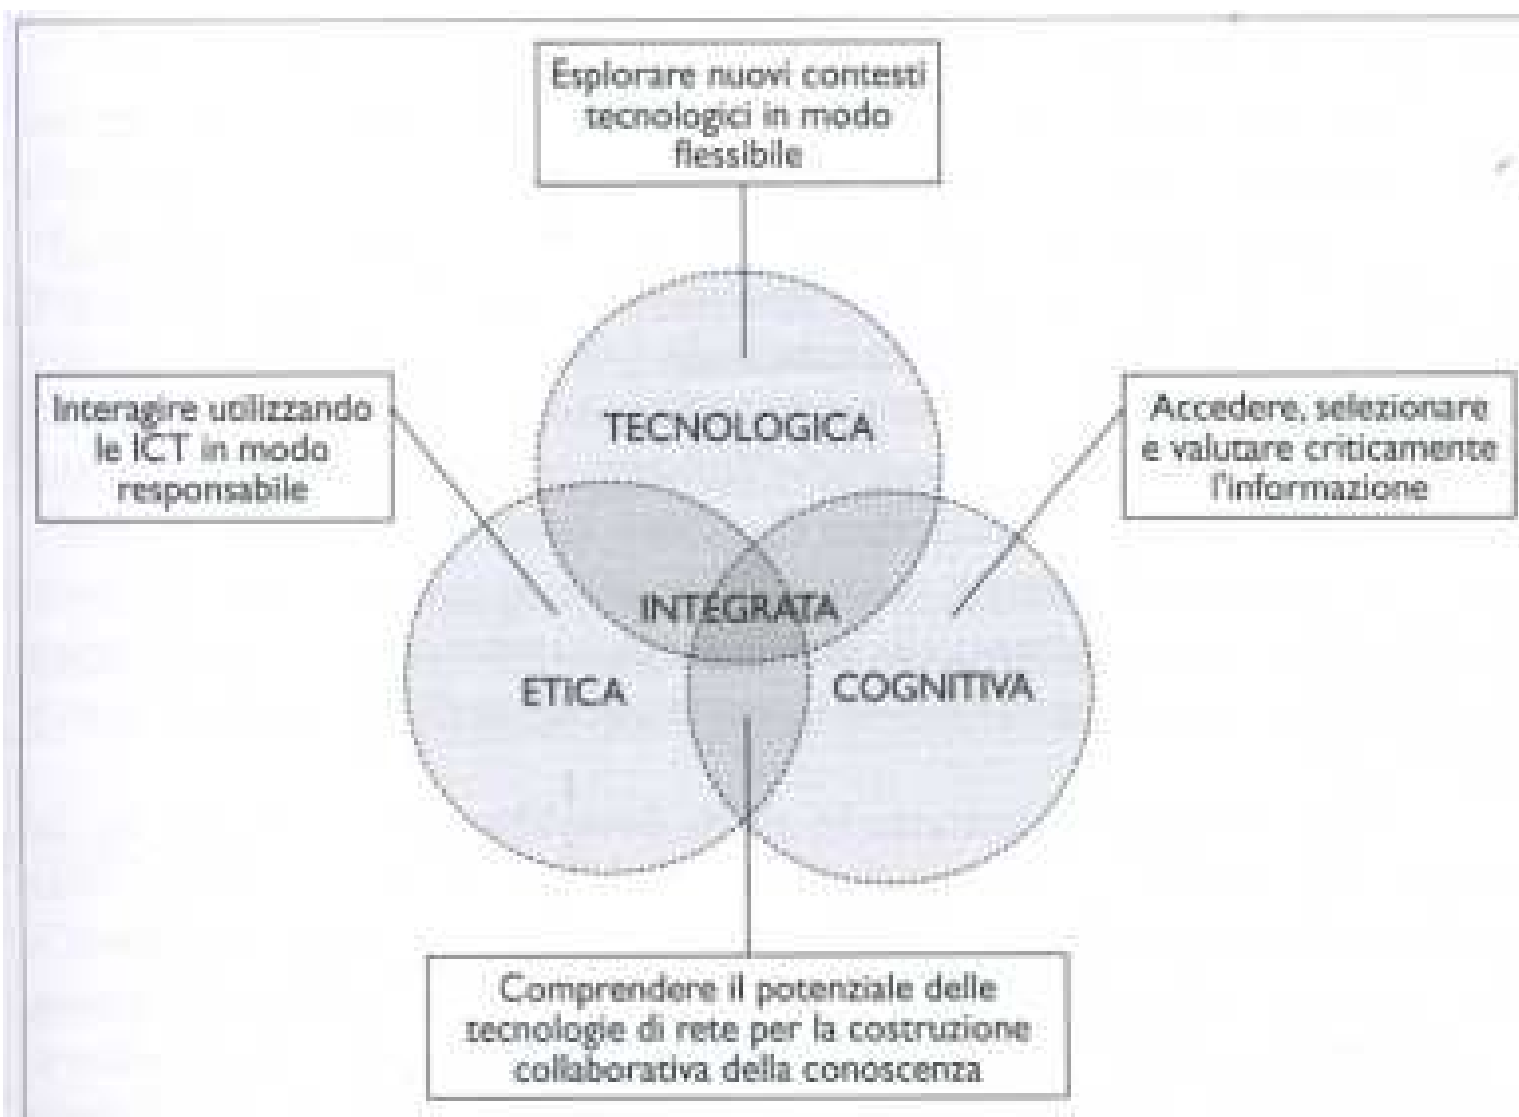 Esplorare nuovi contesti
tecnologici in modo
flessibile
Interagire utilizzando
le ICT in modo
responsabile
TECNOLOGICA
Accedere, selezionare
e valutare criticamente
l'informazione
INTEGRATA
ETICA
COGNITIVA
Comprendere il potenziale delle
tecnologie di rete per la costruzione
collaborativa della conoscenza